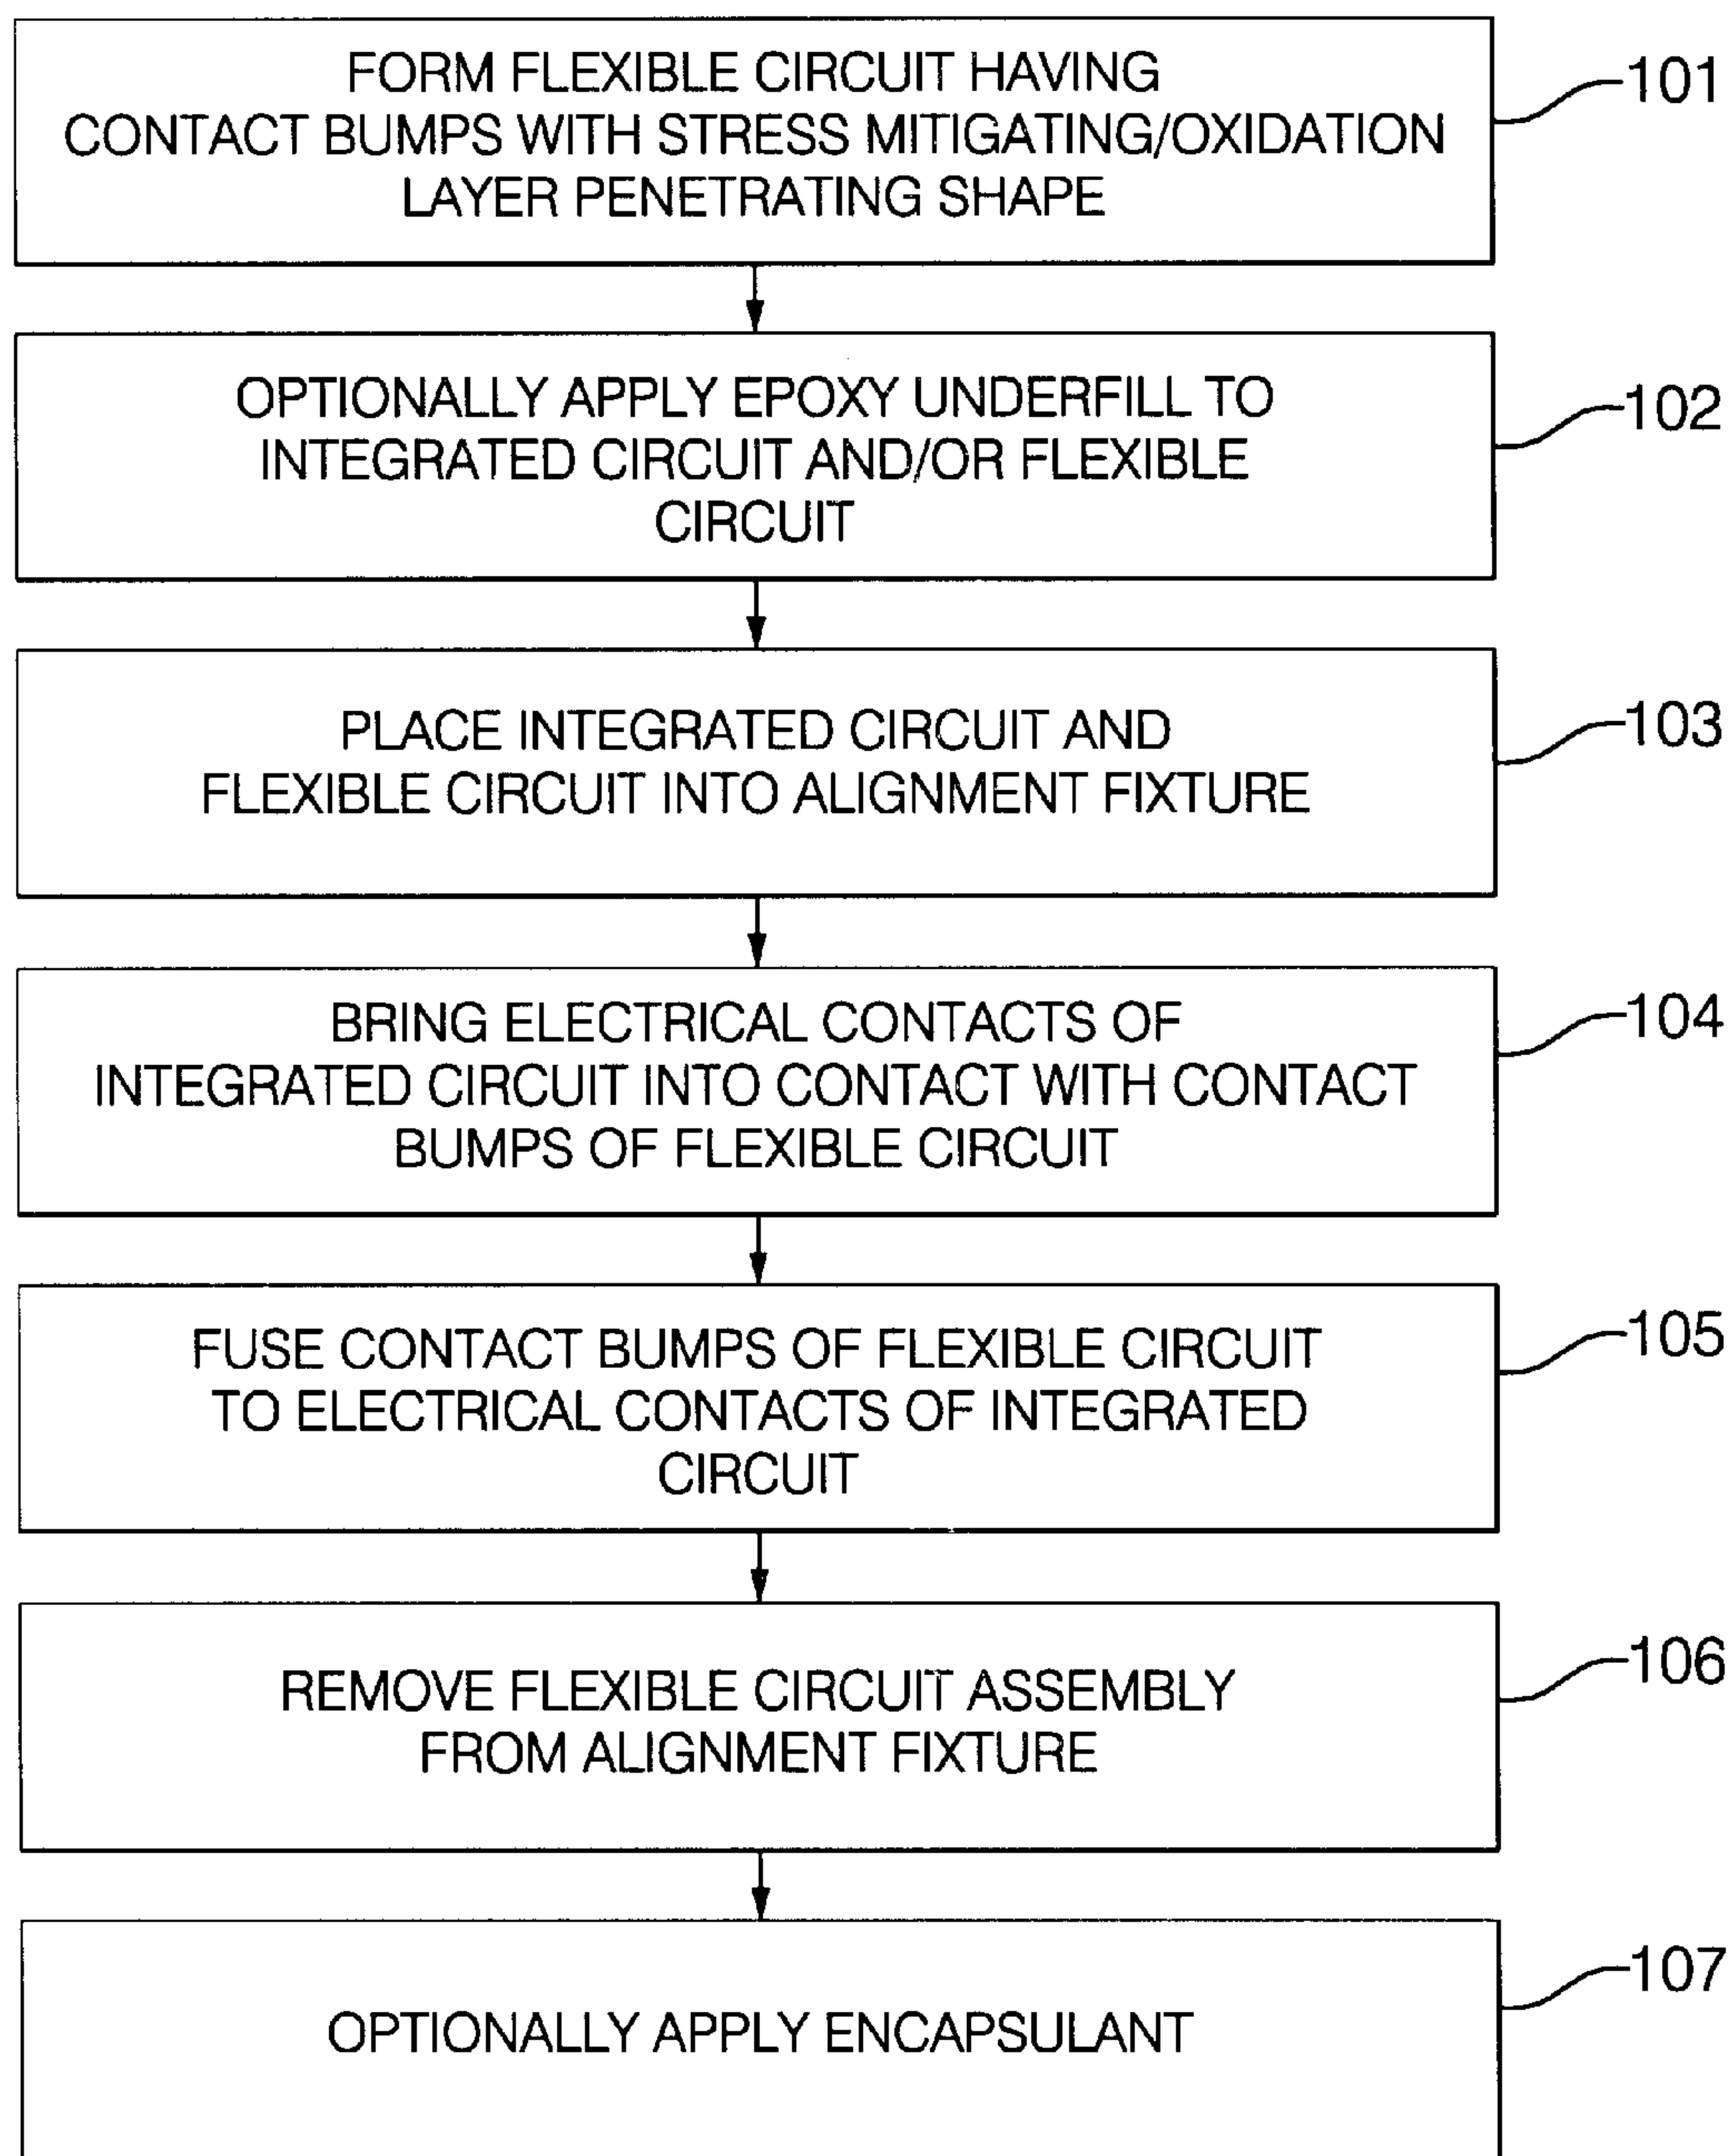 FORM FLEXIBLE CIRCUIT HAVING
CONTACT BUMPS WITH STRESS MITIGATING/OXIDATION
LAYER PENETRATING SHAPE
101
OPTIONALLY APPLY EPOXY UNDERFILL TO
INTEGRATED CIRCUIT AND/OR FLEXIBLE
CIRCUIT
102
PLACE INTEGRATED CIRCUIT AND
FLEXIBLE CIRCUIT INTO ALIGNMENT FIXTURE
103
BRING ELECTRICAL CONTACTS OF
INTEGRATED CIRCUIT INTO CONTACT WITH CONTACT
BUMPS OF FLEXIBLE CIRCUIT
104
FUSE CONTACT BUMPS OF FLEXIBLE CIRCUIT
TO ELECTRICAL CONTACTS OF INTEGRATED
CIRCUIT
105
REMOVE FLEXIBLE CIRCUIT ASSEMBLY
FROM ALIGNMENT FIXTURE
106
OPTIONALLY APPLY ENCAPSULANT
107